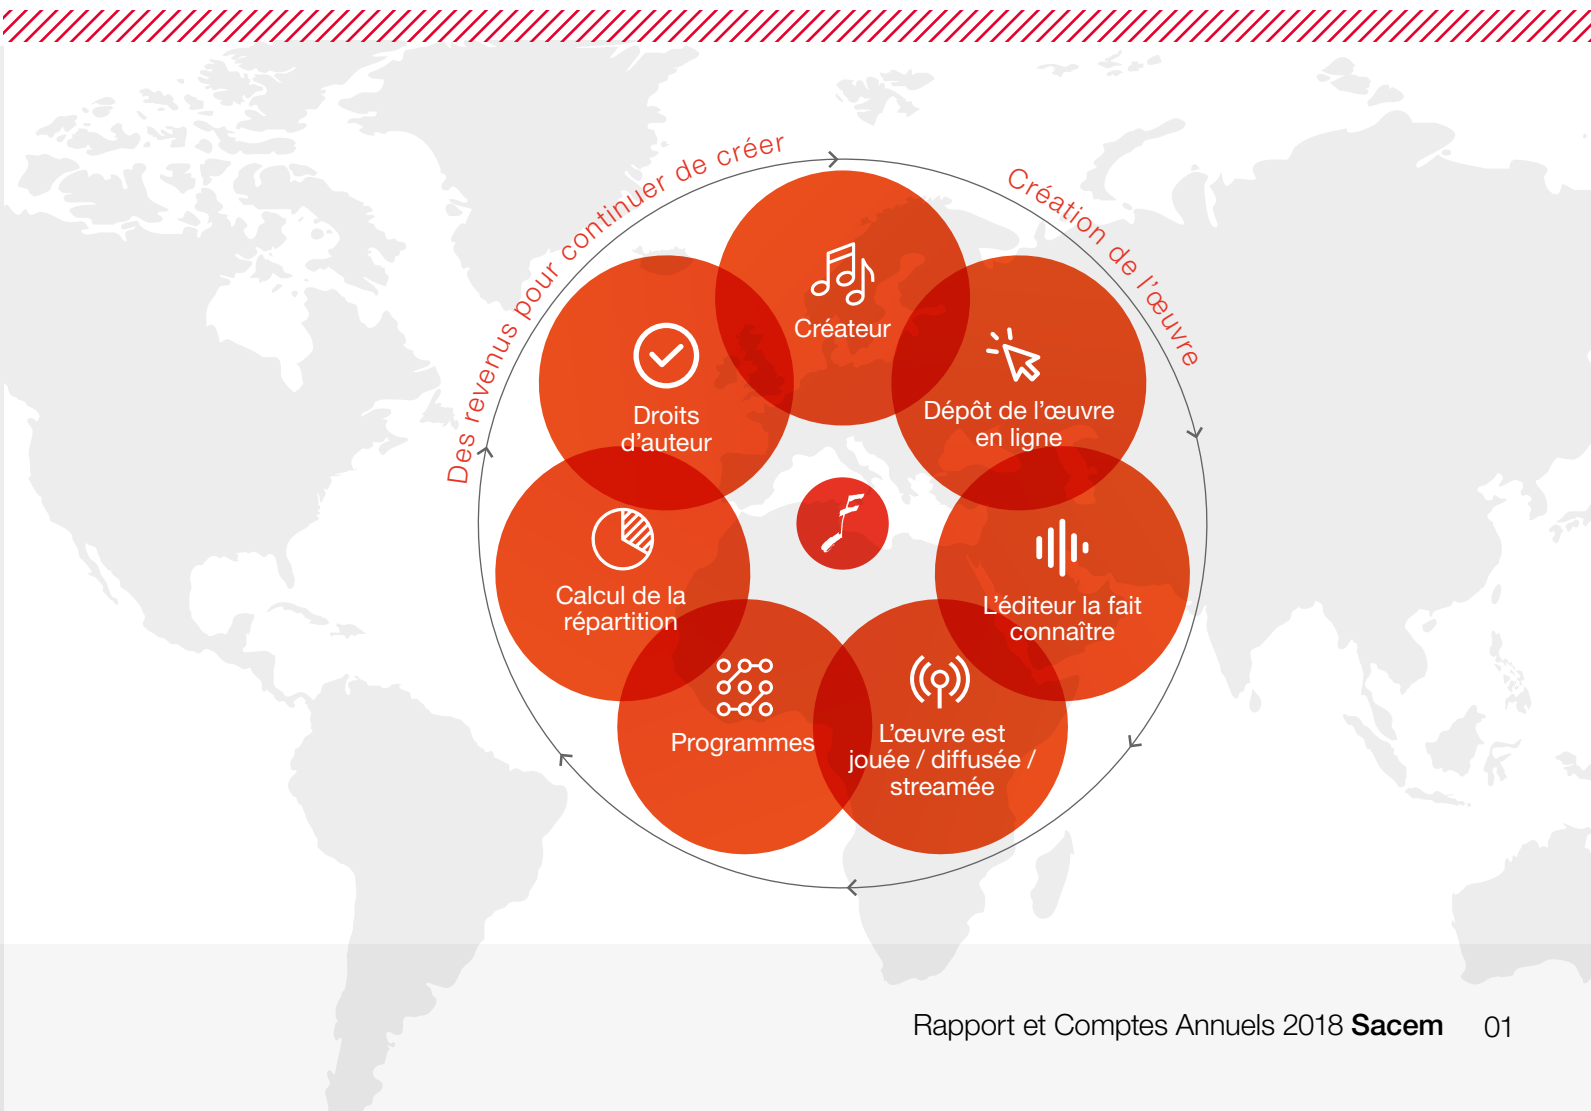 Des revenus pour continuer de créer
Création de l'œuvre
Créateur
Dépôt de l'œuvre
en ligne
L'éditeur la fait
connaître
L'œuvre est
jouée / diffusée /
streamée
Programmes
Calcul de la
répartition
Droits
d'auteur
Rapport et Comptes Annuels 2018 Sacem 01